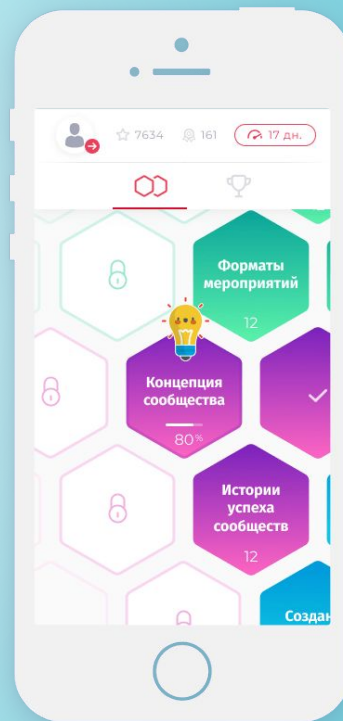 7634 161 17 дн.
Форматы
мероприятий
12
Концепция
сообщества
80%
Истории
успеха
сообществ
12
Создан